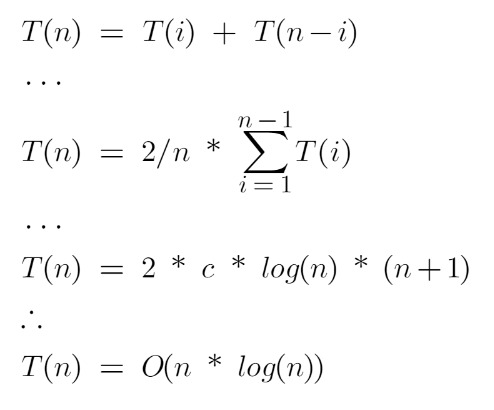 T(n) = T(i) + T(n − i)
...
T(n) = 2/n * ∑_{i = 1}^{n − 1} T(i)
...
T(n) = 2 * c * log(n) * (n + 1)
∴
T(n) = O(n * log(n))